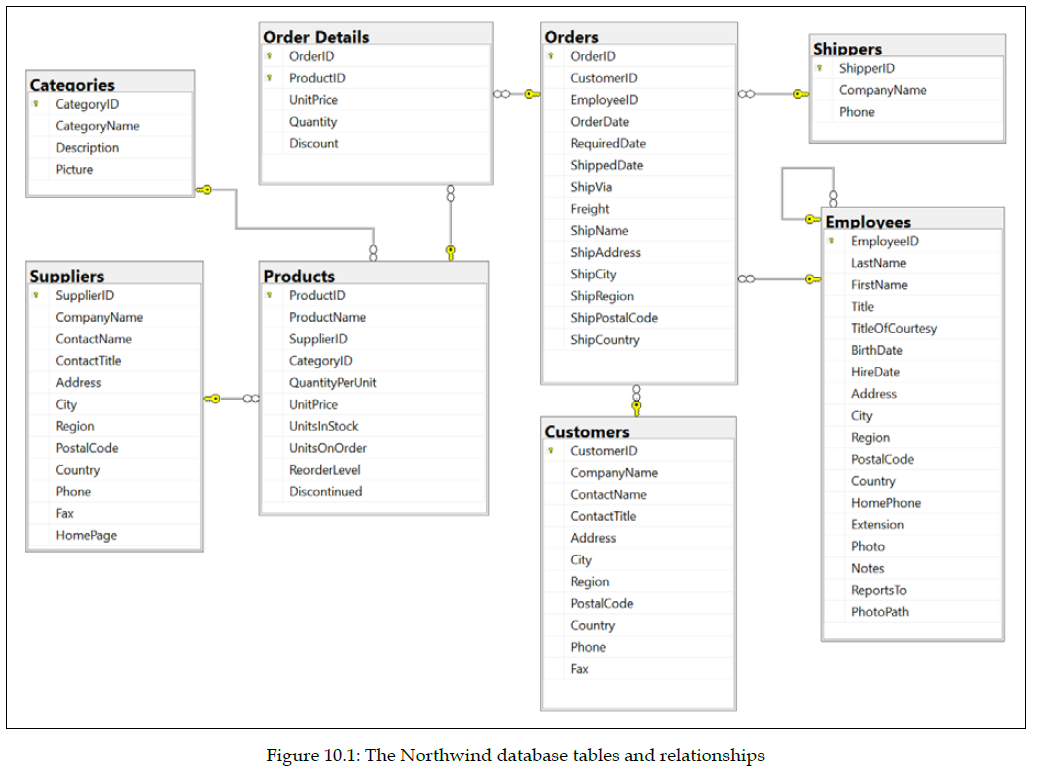 Categories
CategoryID
CategoryName
Description
Picture
Order Details
OrderID
ProductID
UnitPrice
Quantity
Discount
Orders
OrderID
CustomerID
EmployeeID
OrderDate
RequiredDate
ShippedDate
ShipVia
Freight
ShipName
ShipAddress
ShipCity
ShipRegion
ShipPostalCode
ShipCountry
Shippers
ShipperID
CompanyName
Phone
Suppliers
SupplierID
CompanyName
ContactName
ContactTitle
Address
City
Region
PostalCode
Country
Phone
Fax
HomePage
Products
ProductID
ProductName
SupplierID
CategoryID
QuantityPerUnit
UnitPrice
UnitsInStock
UnitsOnOrder
ReorderLevel
Discontinued
Customers
CustomerID
CompanyName
ContactName
ContactTitle
Address
City
Region
PostalCode
Country
Phone
Fax
Employees
EmployeeID
LastName
FirstName
Title
TitleOfCourtesy
BirthDate
HireDate
Address
City
Region
PostalCode
Country
HomePhone
Extension
Photo
Notes
ReportsTo
PhotoPath
Figure 10.1: The Northwind database tables and relationships